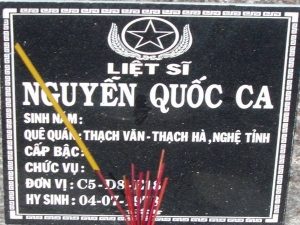 LIỆT SĨ
NGUYỄN QUỐC CA
SINH NĂM:
QUÊ QUÁN: THẠCH VĂN - THẠCH HÀ, NGHỆ TĨNH
CẤP BẬC:
CHỨC VỤ:
ĐƠN VỊ: C5-D8-
HY SINH: 04-07-